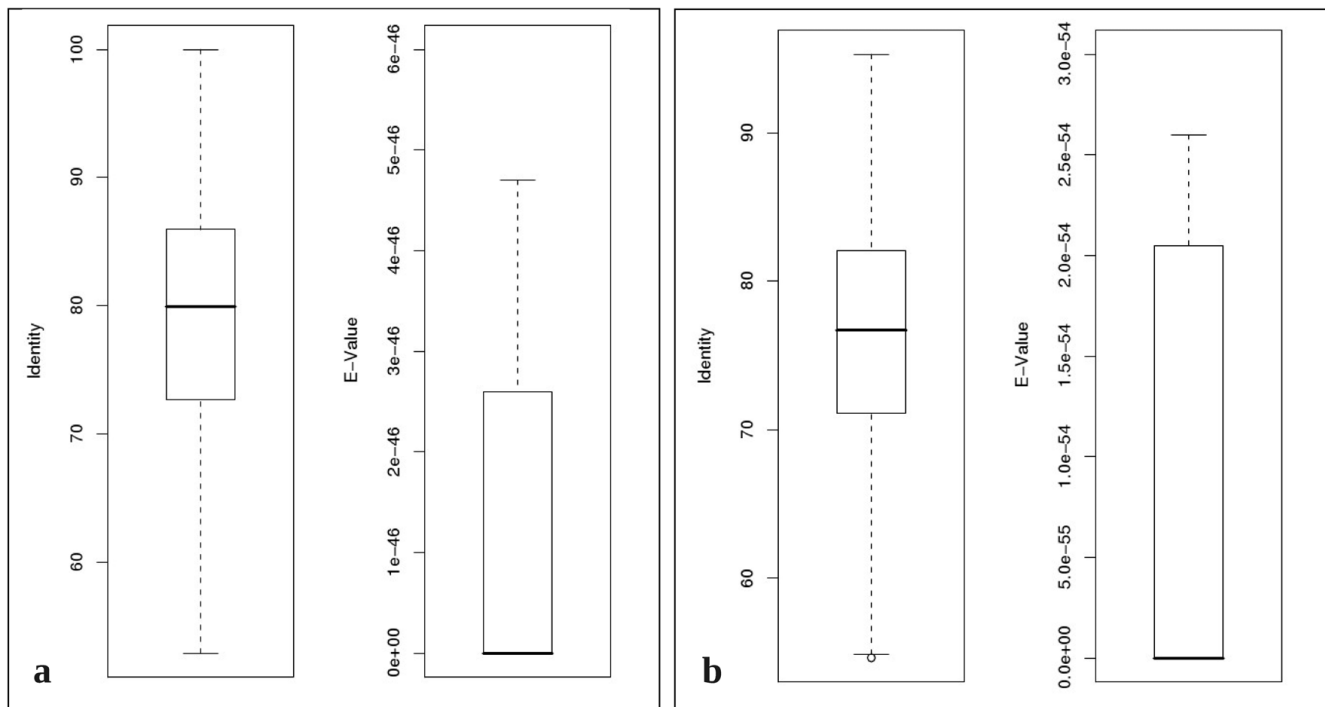 Identity
60
70
80
90
100
E-Value
0e+00
1e-46
2e-46
3e-46
4e-46
5e-46
6e-46
a
Identity
60
70
80
90
E-Value
0.0e+00
5.0e-55
1.0e-54
1.5e-54
2.0e-54
2.5e-54
3.0e-54
b